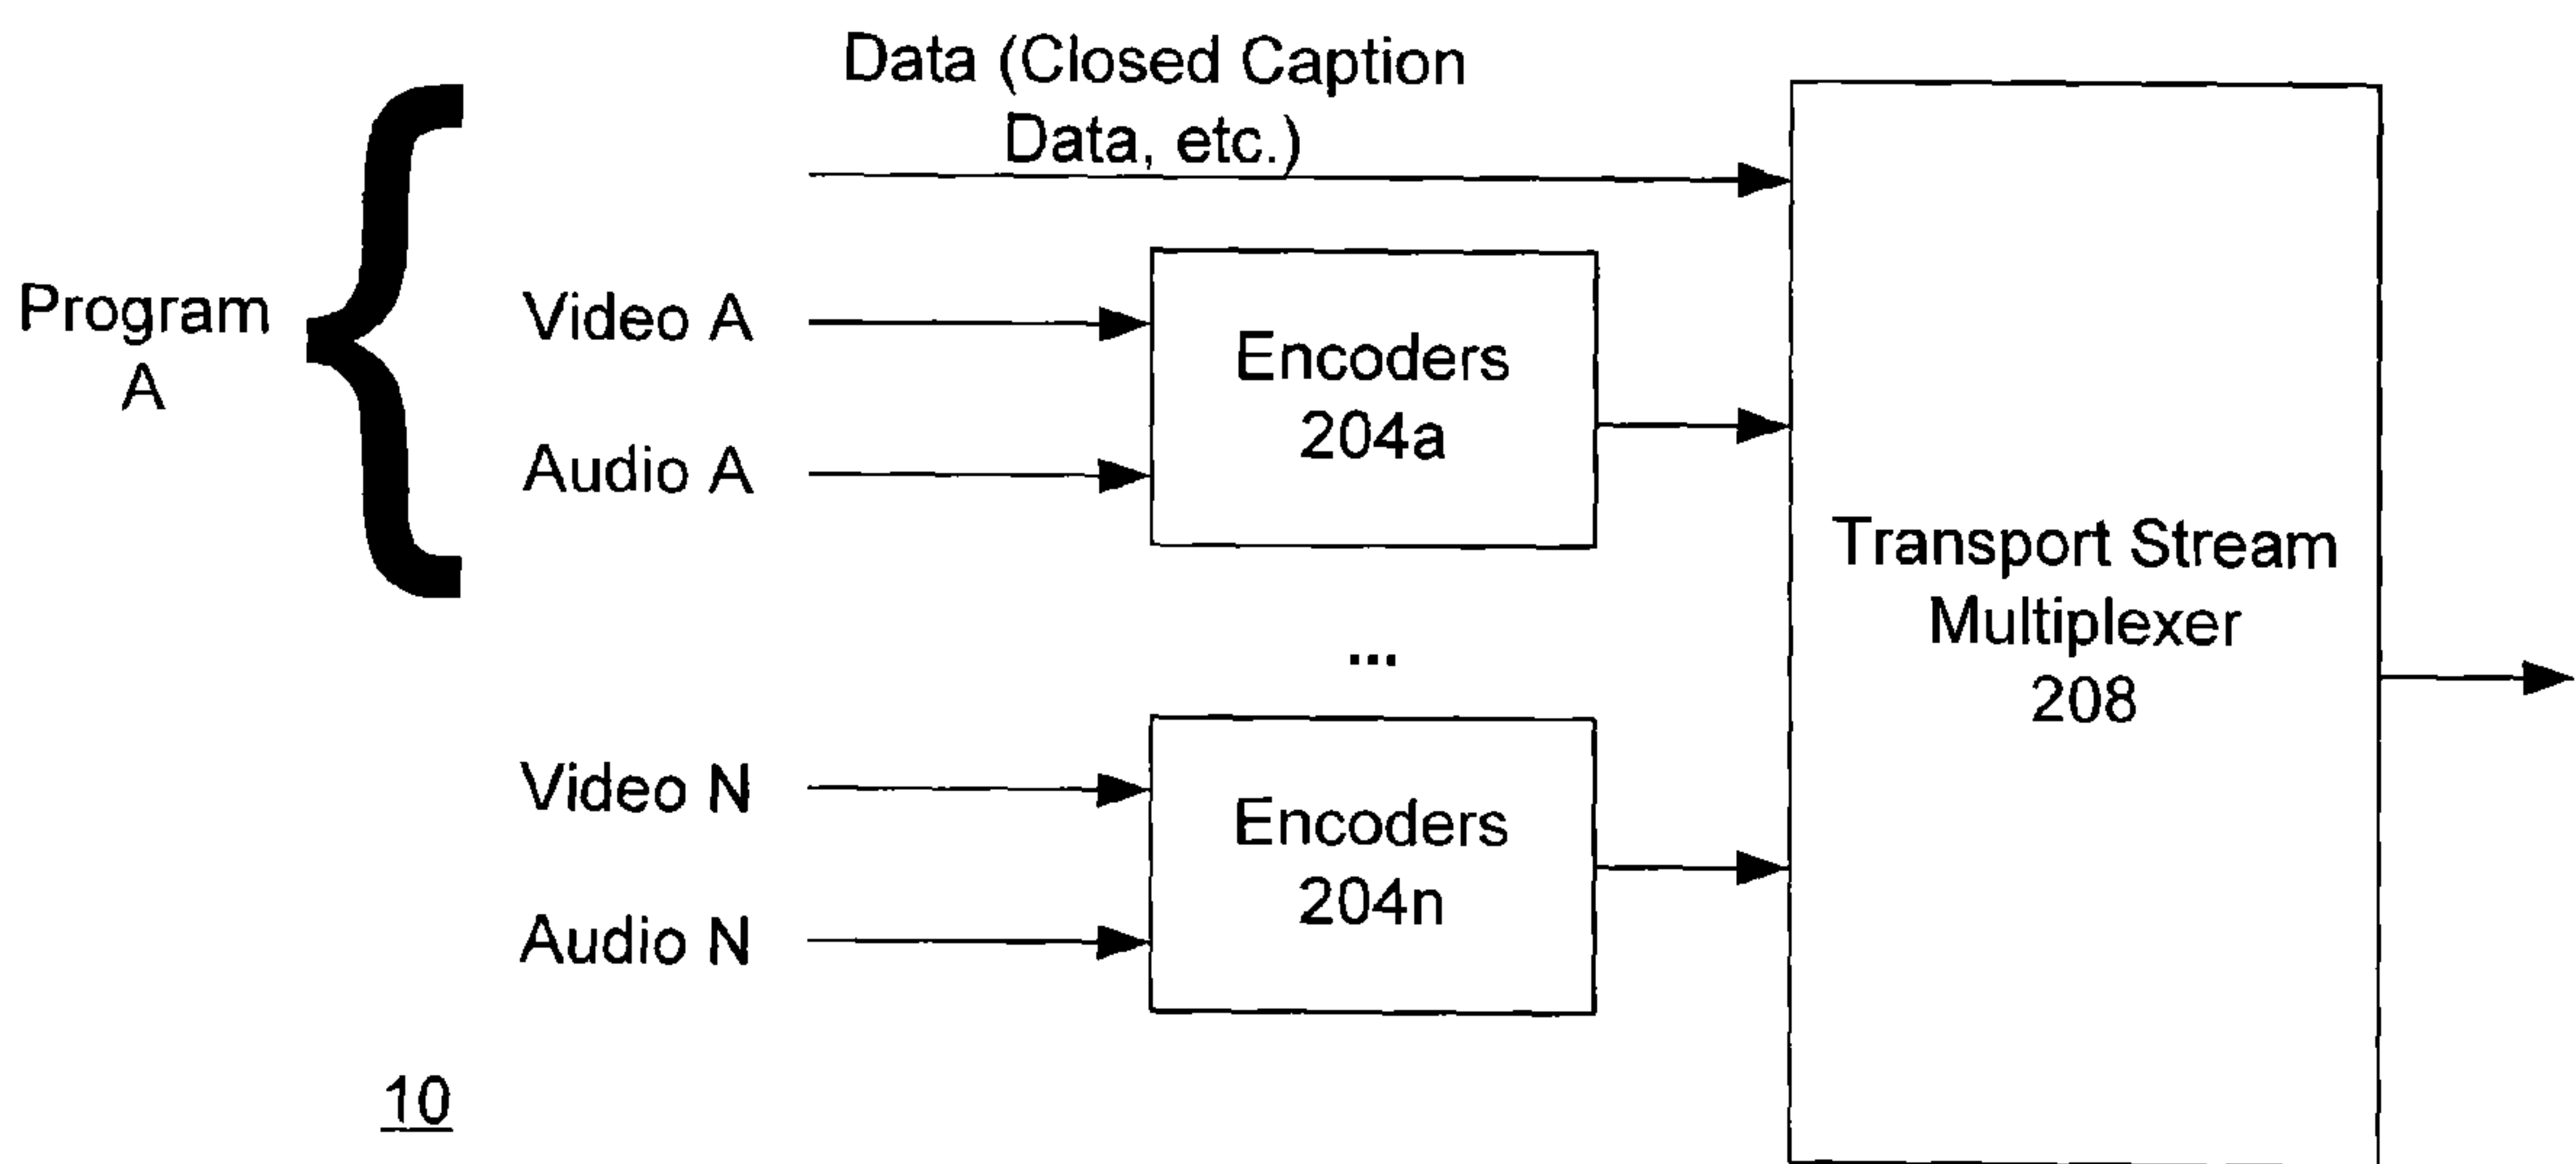 Data (Closed Caption
Data, etc.)
Program
A
Video A
Audio A
Encoders
204a
...
Video N
Audio N
Encoders
204n
Transport Stream
Multiplexer
208
10